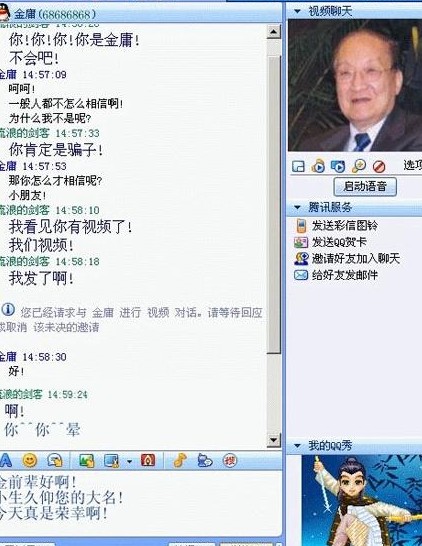 金庸(68686868)
流浪的剑客 14:56:28
你!你!你!你是金庸!
不会吧!
金庸 14:57:09
呵呵!
一般人都不怎么相信啊!
为什么我不是呢?
流浪的剑客 14:57:33
你肯定是骗子!
金庸 14:57:53
那你怎么才相信呢?
小朋友!
流浪的剑客 14:58:10
我看见你有视频了!
我们视频!
流浪的剑客 14:58:18
我发了啊!
您已经请求与 金庸 进行 视频 对话。请等待回应
或取消 该未决的邀请
金庸 14:58:30
好!
流浪的剑客 14:59:24
啊!
你^^你^^晕
A
搜
金前辈好啊!
小生久仰您的大名!
今天真是荣幸啊!
视频聊天
选项
启动语音
腾讯服务
发送彩信图铃
发送QQ贺卡
邀请好友加入聊天
给好友发邮件
我的QQ秀